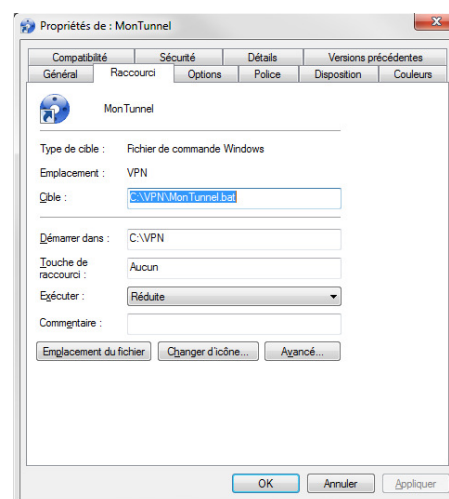 Propriétés de : MonTunnel
Compatibilité Sécurité Détails Versions précédentes
Général Raccourci Options Police Disposition Couleurs
MonTunnel
Type de cible : Fichier de commande Windows
Emplacement : VPN
Cible : C:\VPN\MonTunnel.bat
Démarrer dans : C:\VPN
Touche de
raccourci : Aucun
Exécuter : Réduite
Commentaire :
Emplacement du fichier Changer d'icône... Avancé...
OK Annuler Appliquer